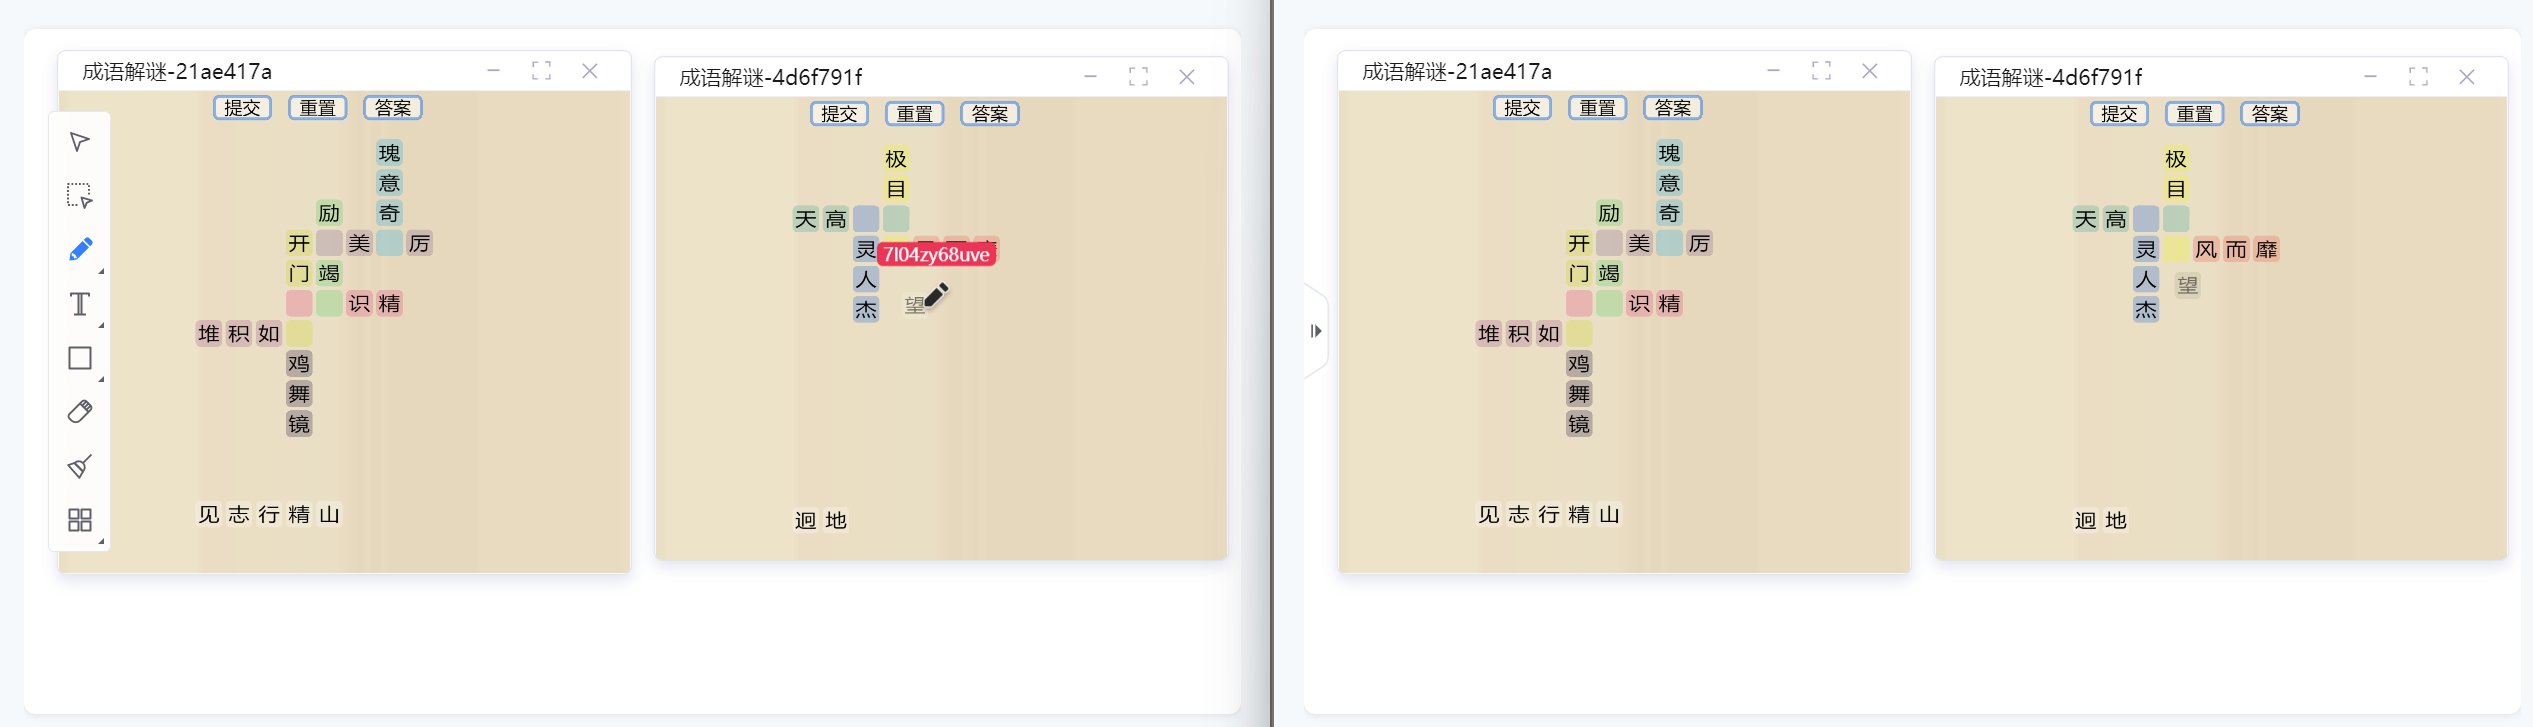 成语解谜-21ae417a
提交 重置 答案
瑰
意
励 奇
开 美 厉
门 竭
识 精
堆 积 如
鸡
舞
镜
见 志 行 精 山
成语解谜-4d6f791f
提交 重置 答案
极
目
天 高
灵 7l04zy68uve
人
望
杰
迥 地
成语解谜-21ae417a
提交 重置 答案
瑰
意
励 奇
开 美 厉
门 竭
识 精
堆 积 如
鸡
舞
镜
见 志 行 精 山
成语解谜-4d6f791f
提交 重置 答案
极
目
天 高
灵 风 而 靡
人 望
杰
迥 地